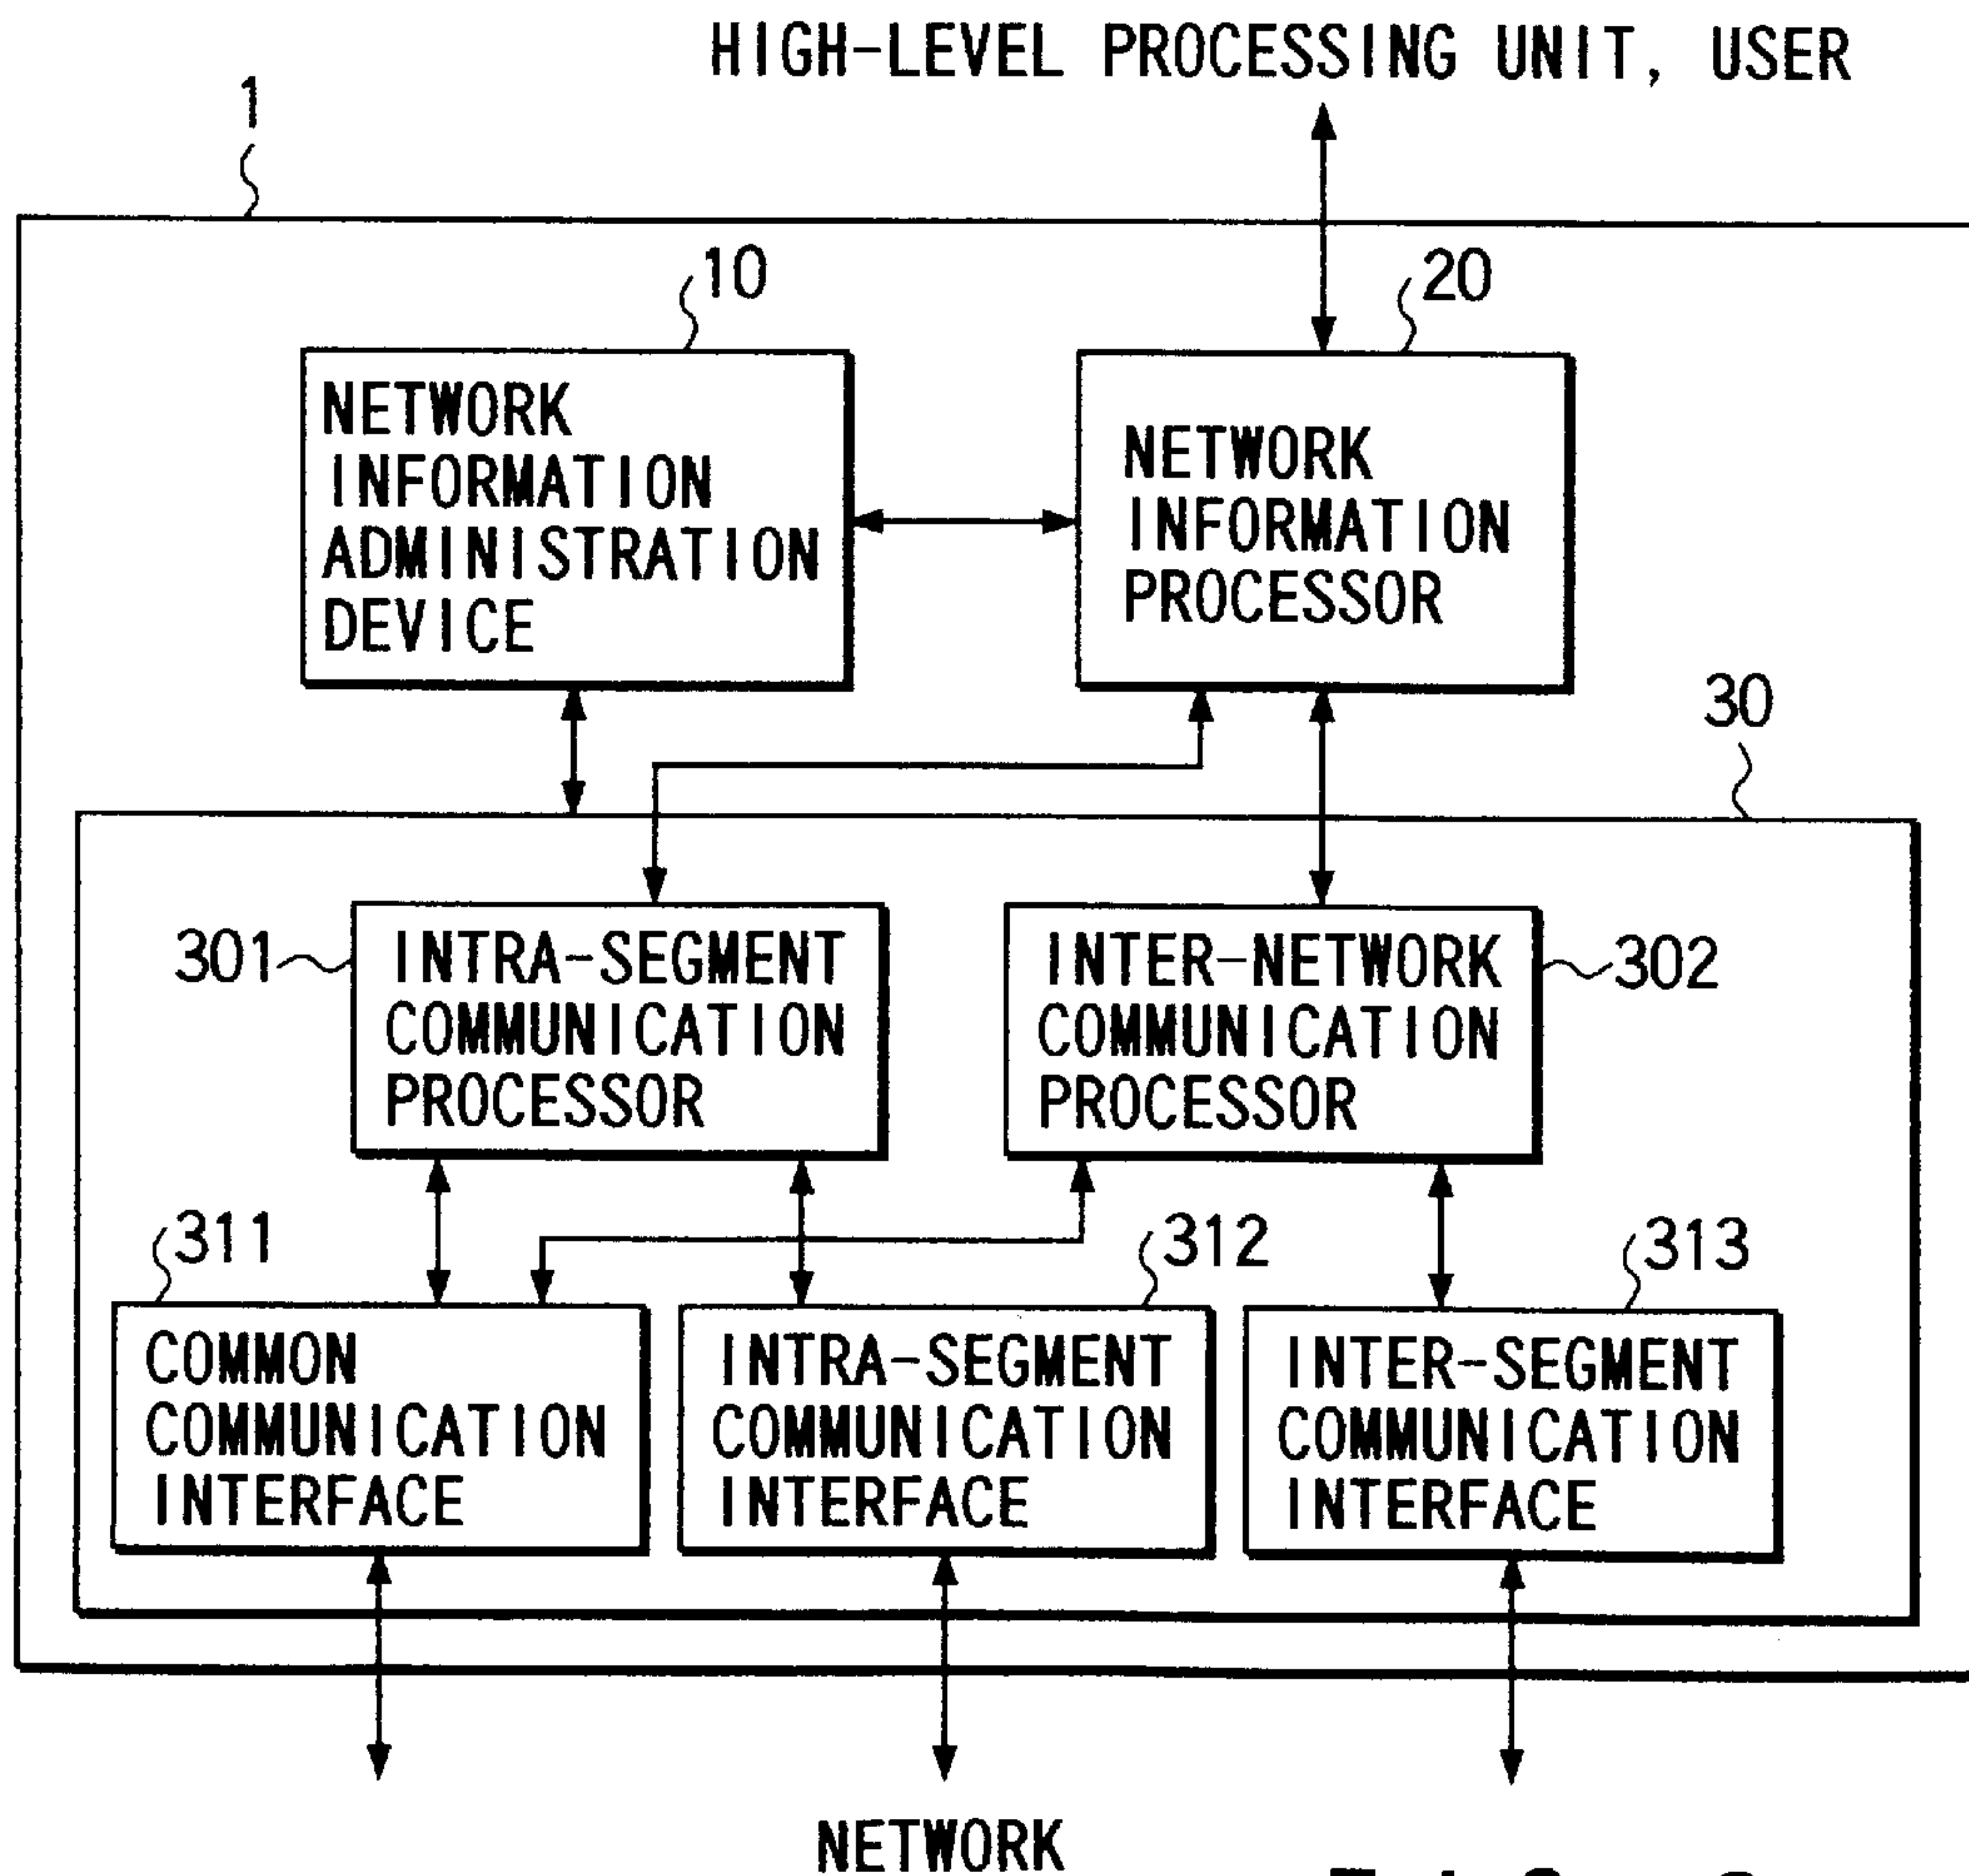 HIGH-LEVEL PROCESSING UNIT, USER
1
10
20
NETWORK
INFORMATION
ADMINISTRATION
DEVICE
NETWORK
INFORMATION
PROCESSOR
30
301
INTRA-SEGMENT
COMMUNICATION
PROCESSOR
INTER-NETWORK
COMMUNICATION
PROCESSOR
302
311
312
313
COMMON
COMMUNICATION
INTERFACE
INTRA-SEGMENT
COMMUNICATION
INTERFACE
INTER-SEGMENT
COMMUNICATION
INTERFACE
NETWORK